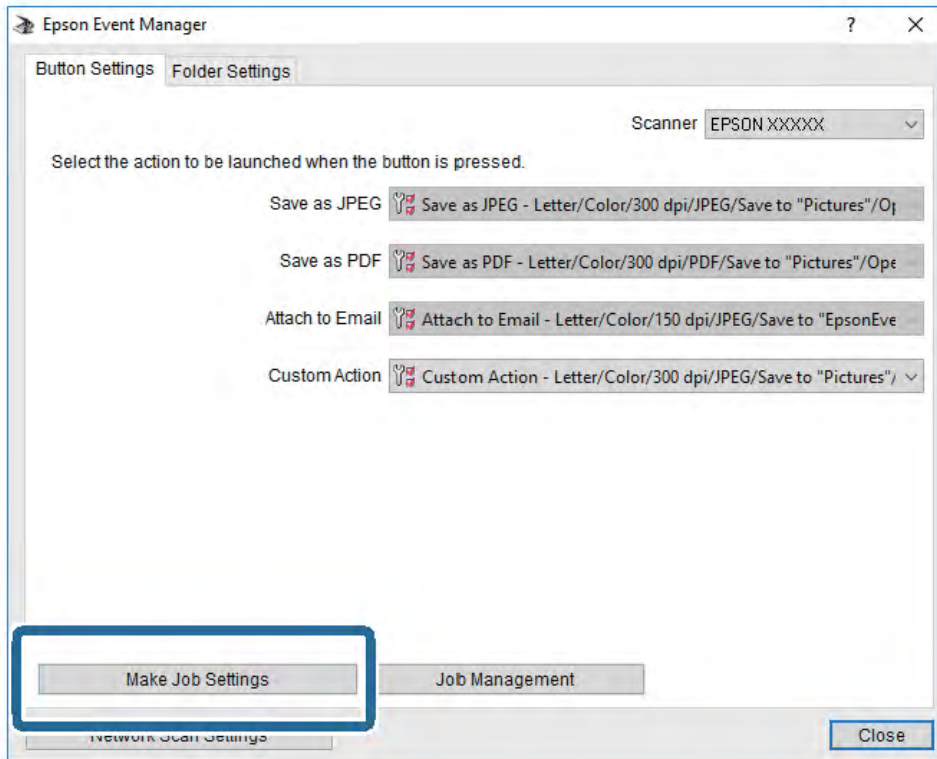 Epson Event Manager
Button Settings Folder Settings
Scanner EPSON XXXXX
Select the action to be launched when the button is pressed.
Save as JPEG Save as JPEG - Letter/Color/300 dpi/JPEG/Save to "Pictures"/Op
Save as PDF Save as PDF - Letter/Color/300 dpi/PDF/Save to "Pictures"/Ope
Attach to Email Attach to Email - Letter/Color/150 dpi/JPEG/Save to "EpsonEve
Custom Action Custom Action - Letter/Color/300 dpi/JPEG/Save to "Pictures"/
Make Job Settings Job Management
Network Scan Settings Close